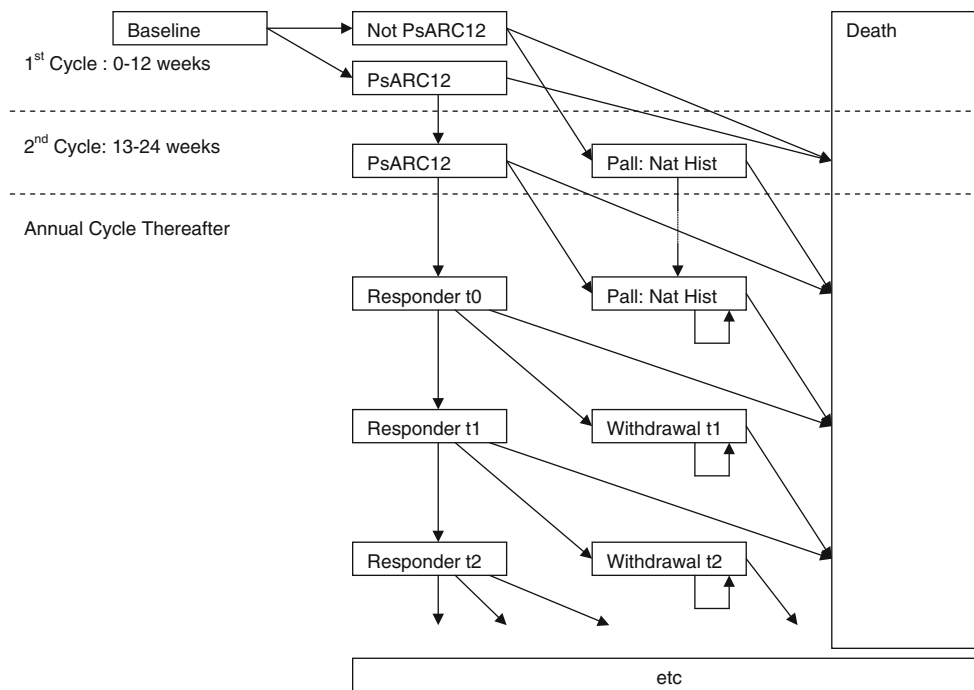 Baseline
Not PsARC12
Death
1st Cycle : 0-12 weeks
PsARC12
2nd Cycle: 13-24 weeks
PsARC12
Pall: Nat Hist
Annual Cycle Thereafter
Responder t0
Pall: Nat Hist
Responder t1
Withdrawal t1
Responder t2
Withdrawal t2
etc